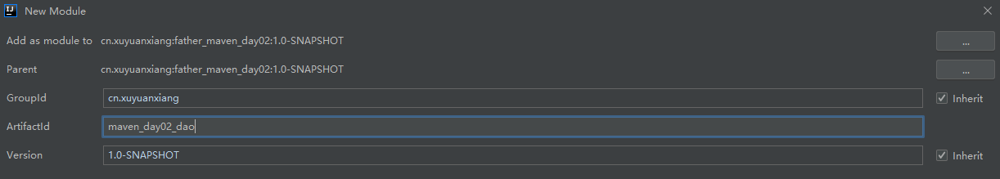 New Module
Add as module to cn.xuyuanxiang:father_maven_day02:1.0-SNAPSHOT ...
Parent cn.xuyuanxiang:father_maven_day02:1.0-SNAPSHOT ...
GroupId cn.xuyuanxiang Inherit
ArtifactId maven_day02_dao
Version 1.0-SNAPSHOT Inherit